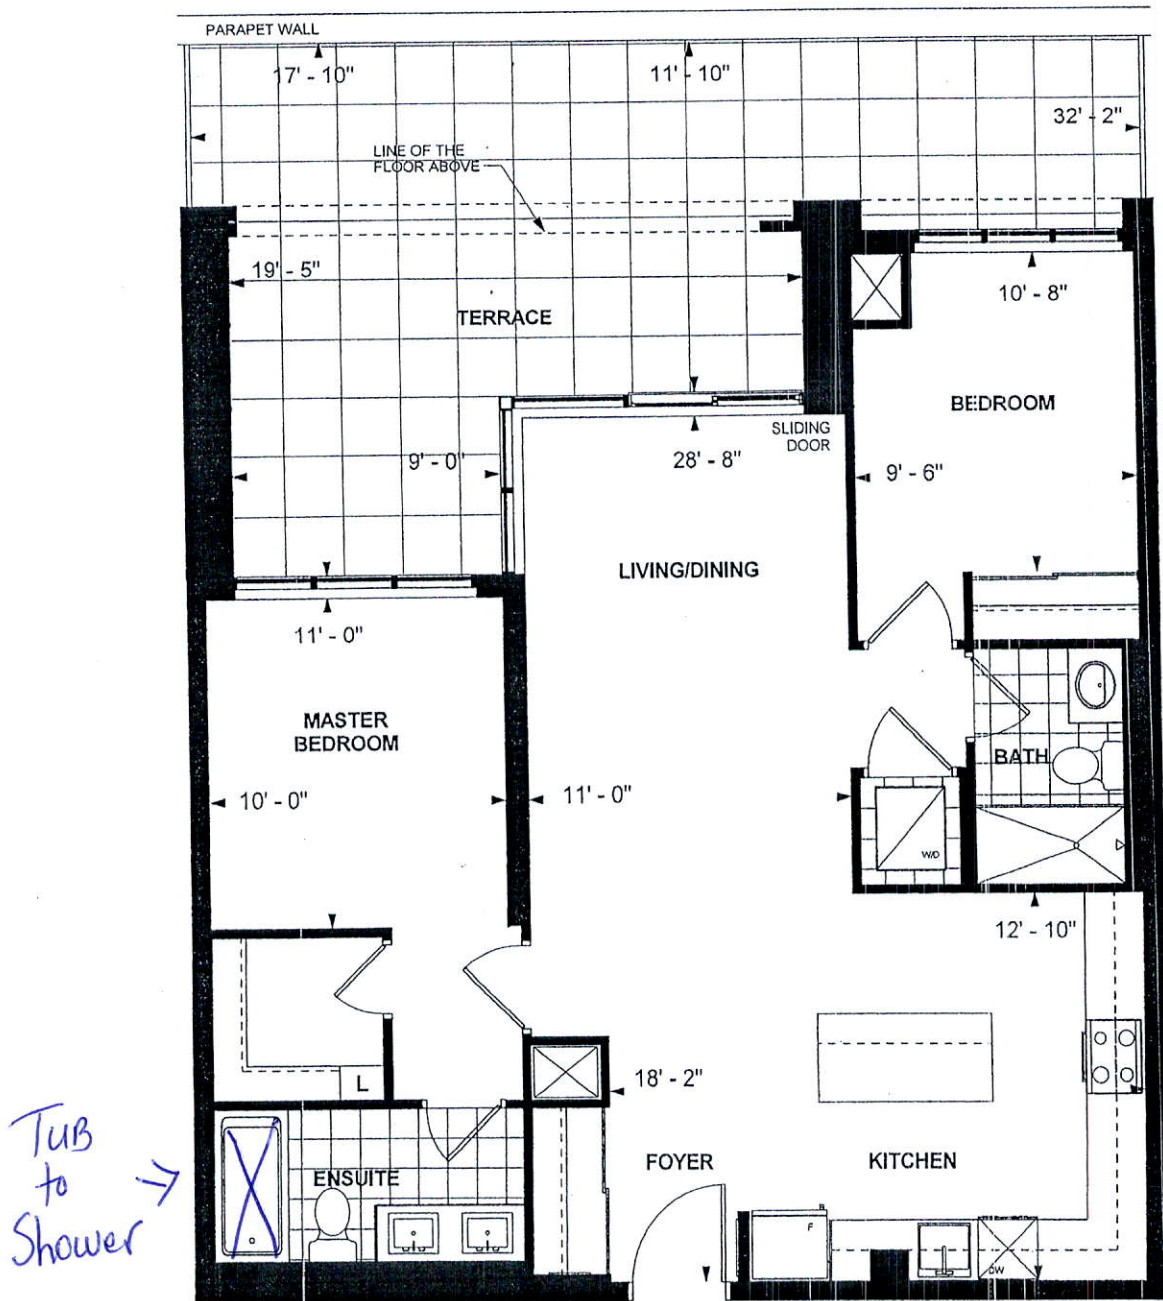 PARAPET WALL
17' - 10"
11' - 10"
32' - 2"
LINE OF THE
FLOOR ABOVE
19' - 5"
TERRACE
10' - 8"
BEDROOM
SLIDING
DOOR
9' - 0'
28' - 8"
9' - 6"
LIVING/DINING
11' - 0"
MASTER
BEDROOM
BATH
10' - 0"
11' - 0"
W/D
12' - 10"
L
18' - 2"
TUB
to
Shower
ENSUITE
FOYER
KITCHEN
F
DW